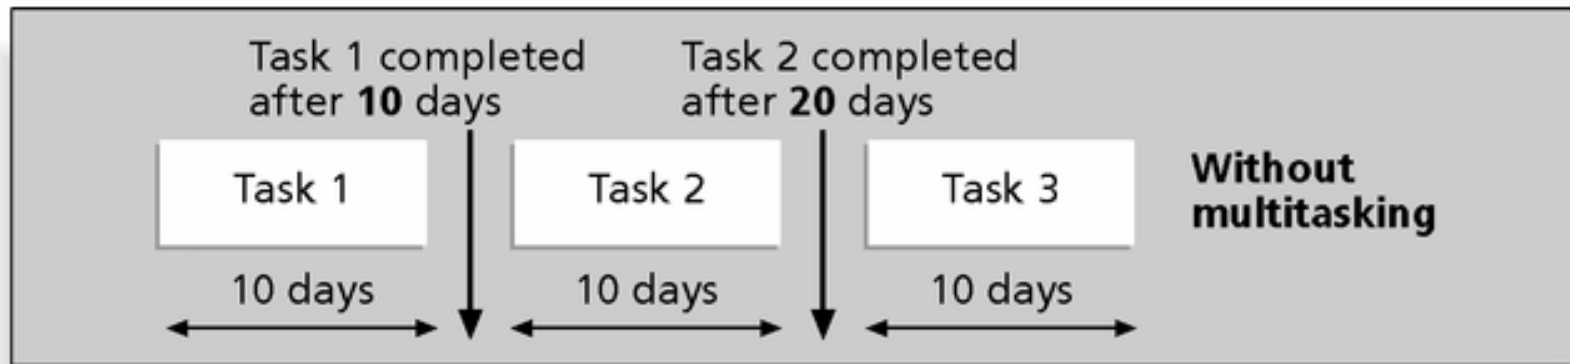 Task 1 completed
after 10 days
Task 2 completed
after 20 days
Task 1
Task 2
Task 3
Without
multitasking
10 days
10 days
10 days